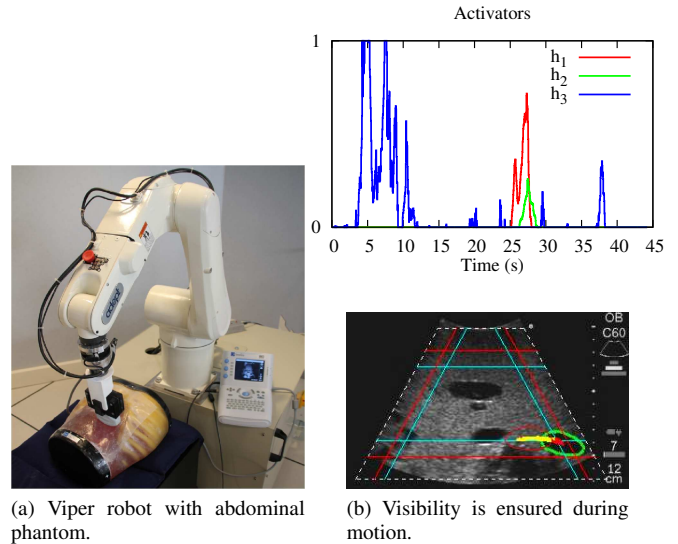 Activators
1
h1
h2
h3
0
0 5 10 15 20 25 30 35 40 45
Time (s)
adept
OB
C60
7
12
cm
(a) Viper robot with abdominal
phantom.
(b) Visibility is ensured during
motion.